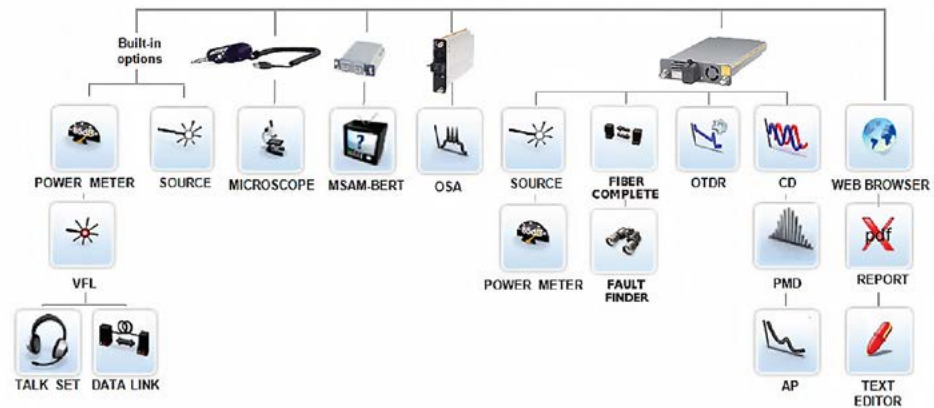 Built-in
options
POWER METER
SOURCE
MICROSCOPE
MSAM-BERT
OSA
SOURCE
FIBER
COMPLETE
OTDR
CD
WEB BROWSER
VFL
POWER METER
FAULT
FINDER
PMD
pdf
REPORT
TALK SET
DATA LINK
AP
TEXT
EDITOR